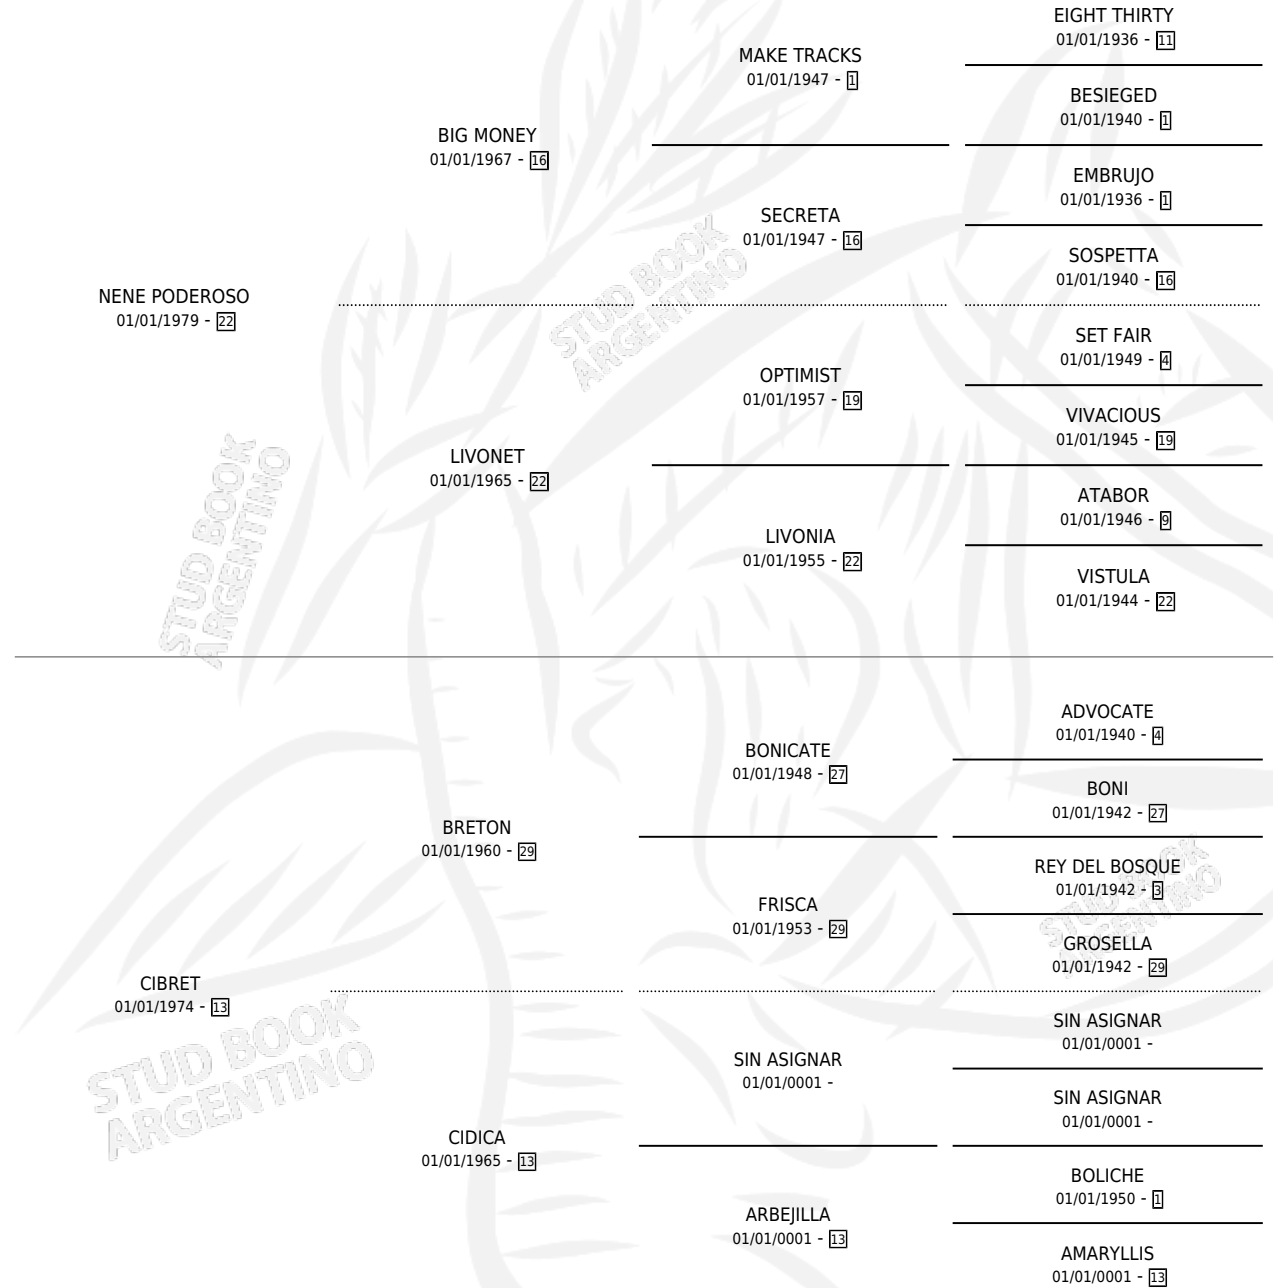 EIGHT THIRTY
01/01/1936 - 11
MAKE TRACKS
01/01/1947 - 1
BESIEGED
01/01/1940 - 1
BIG MONEY
01/01/1967 - 16
EMBRUJO
01/01/1936 - 1
SECRETA
01/01/1947 - 16
SOSPETTA
01/01/1940 - 16
NENE PODEROSO
01/01/1979 - 22
STUD BOOK
ARGENTINO
SET FAIR
01/01/1949 - 4
OPTIMIST
01/01/1957 - 19
VIVACIOUS
01/01/1945 - 19
LIVONET
01/01/1965 - 22
ATABOR
01/01/1946 - 9
LIVONIA
01/01/1955 - 22
VISTULA
01/01/1944 - 22
STUD BOOK
ARGENTINO
ADVOCATE
01/01/1940 - 4
BONICATE
01/01/1948 - 27
BONI
01/01/1942 - 27
BRETON
01/01/1960 - 29
REY DEL BOSQUE
01/01/1942 - 3
FRISCA
01/01/1953 - 29
GROSELLA
01/01/1942 - 29
STUD BOOK
ARGENTINO
CIBRET
01/01/1974 - 13
SIN ASIGNAR
01/01/0001 -
SIN ASIGNAR
01/01/0001 -
SIN ASIGNAR
01/01/0001 -
STUD BOOK
ARGENTINO
CIDICA
01/01/1965 - 13
BOLICHE
01/01/1950 - 1
ARBEJILLA
01/01/0001 - 13
AMARYLLIS
01/01/0001 - 13